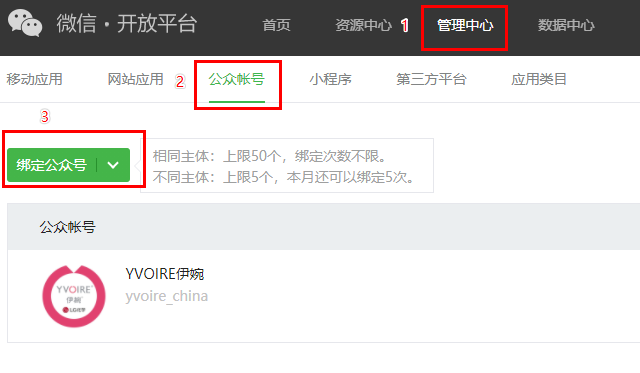 微信·开放平台 首页 资源中心 1 管理中心 数据中心
移动应用 网站应用 2 公众帐号 小程序 第三方平台 应用类目
3
绑定公众号
相同主体：上限50个，绑定次数不限。
不同主体：上限5个，本月还可以绑定5次。
公众帐号
YVOIRE
伊婉
YVOIRE伊婉
yvoire_china